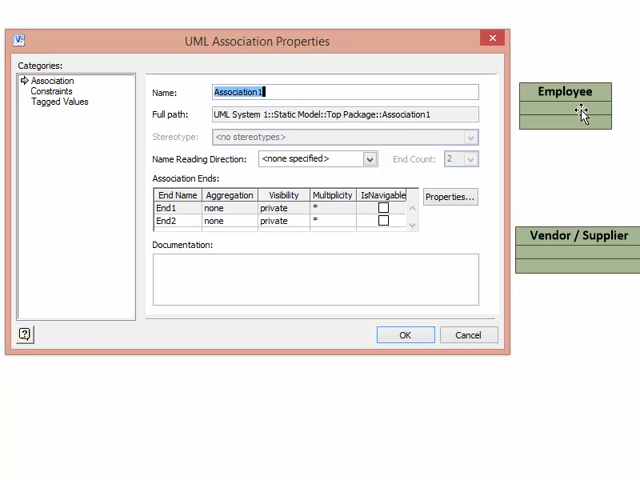 UML Association Properties
Categories:
Association
Constraints
Tagged Values
Name: Association1
Full path: UML System 1::Static Model::Top Package::Association1
Stereotype: <no stereotypes>
Name Reading Direction: <none specified> End Count: 2
Association Ends:
End Name Aggregation Visibility Multiplicity IsNavigable
End1 none private *
End2 none private *
Properties...
Documentation:
OK Cancel
Employee
Vendor / Supplier